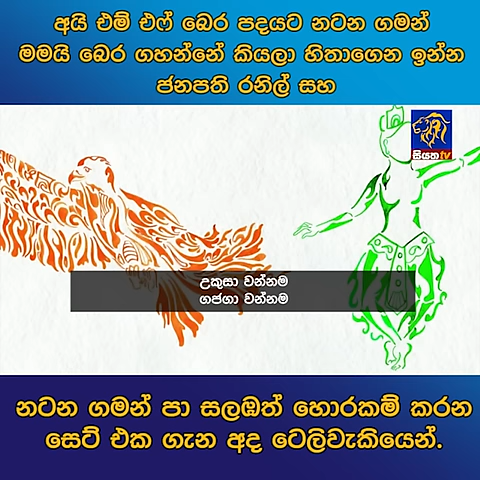 අයි එම් එෆ් බෙර පදයට නටන ගමන්
මමයි බෙර ගහන්නේ කියලා හිතාගෙන ඉන්න
ජනපති රනිල් සහ
සියත tv
උකුසා වන්නම
ගජගා වන්නම
නටන ගමන් පා සලඹත් හොරකම් කරන
සෙට් එක ගැන අද ටෙලිවැකියෙන්.